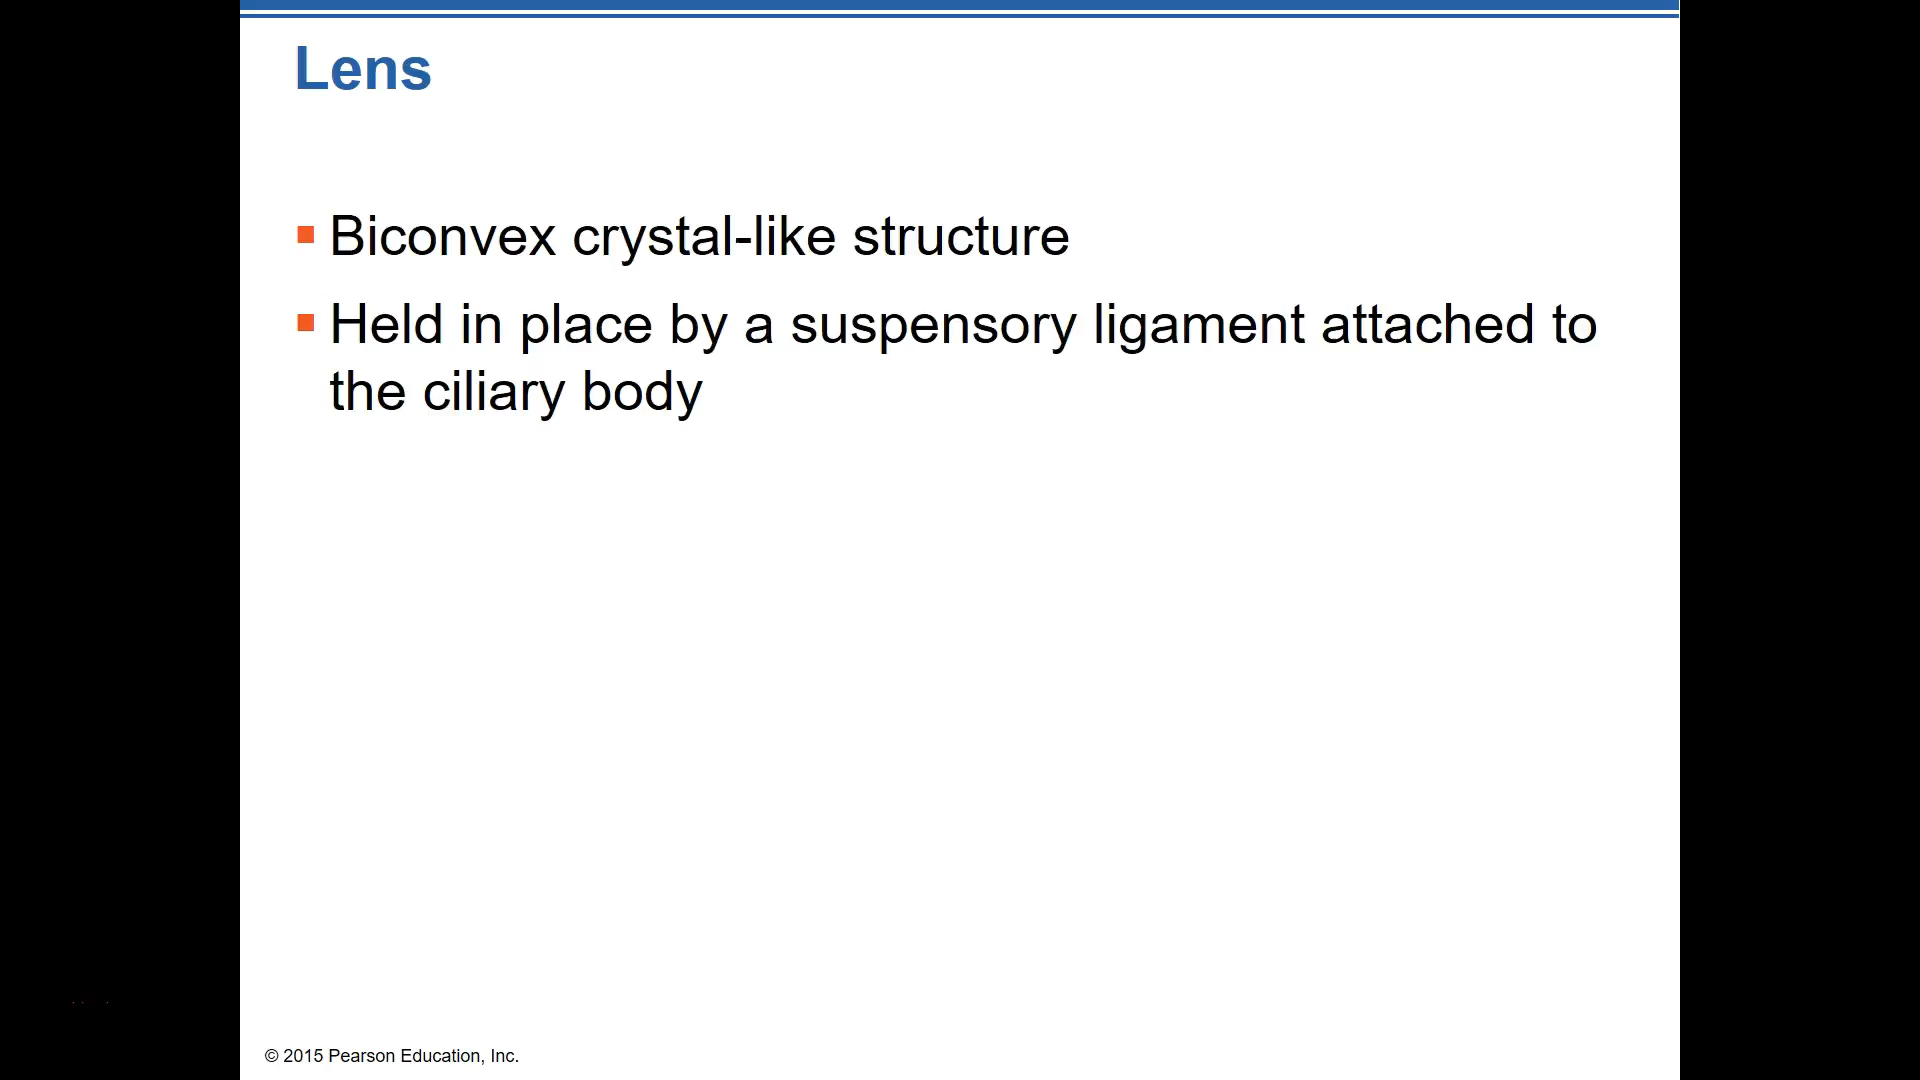 Lens
▪ Biconvex crystal-like structure
▪ Held in place by a suspensory ligament attached to
the ciliary body
© 2015 Pearson Education, Inc.